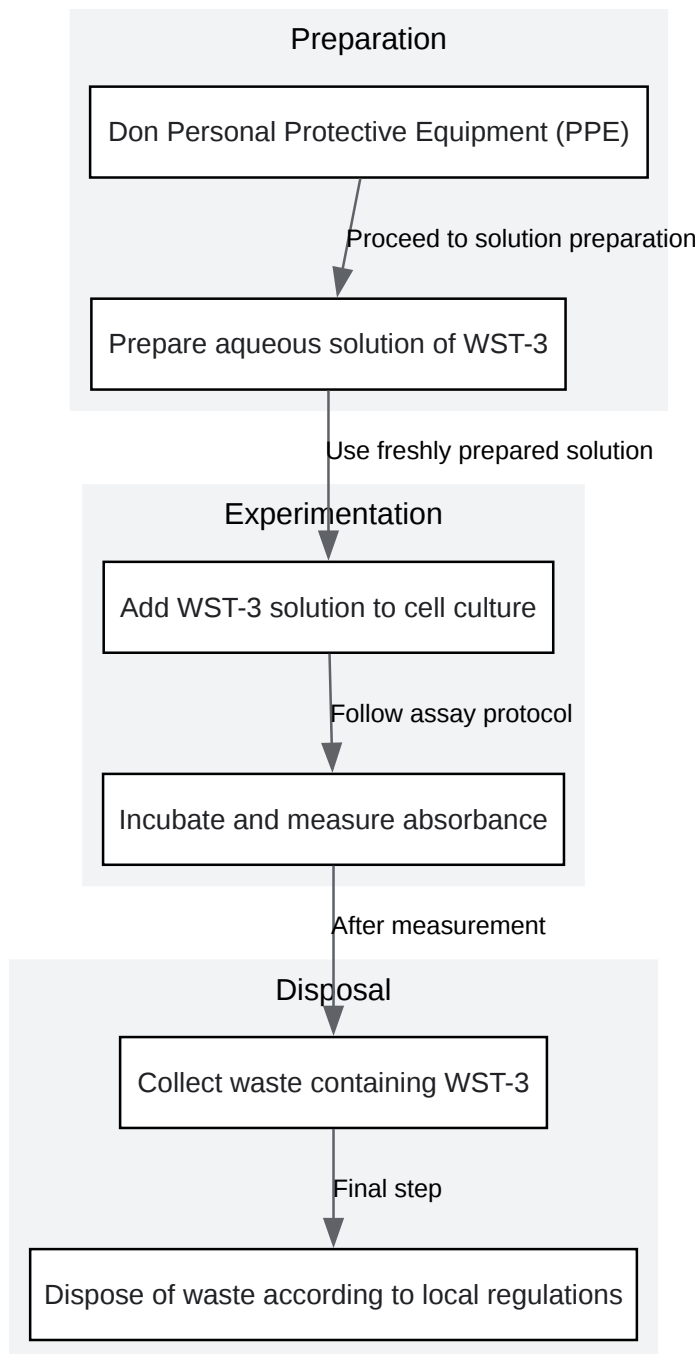 Preparation
Don Personal Protective Equipment (PPE)
Proceed to solution preparation
Prepare aqueous solution of WST-3
Use freshly prepared solution
Experimentation
Add WST-3 solution to cell culture
Follow assay protocol
Incubate and measure absorbance
After measurement
Disposal
Collect waste containing WST-3
Final step
Dispose of waste according to local regulations